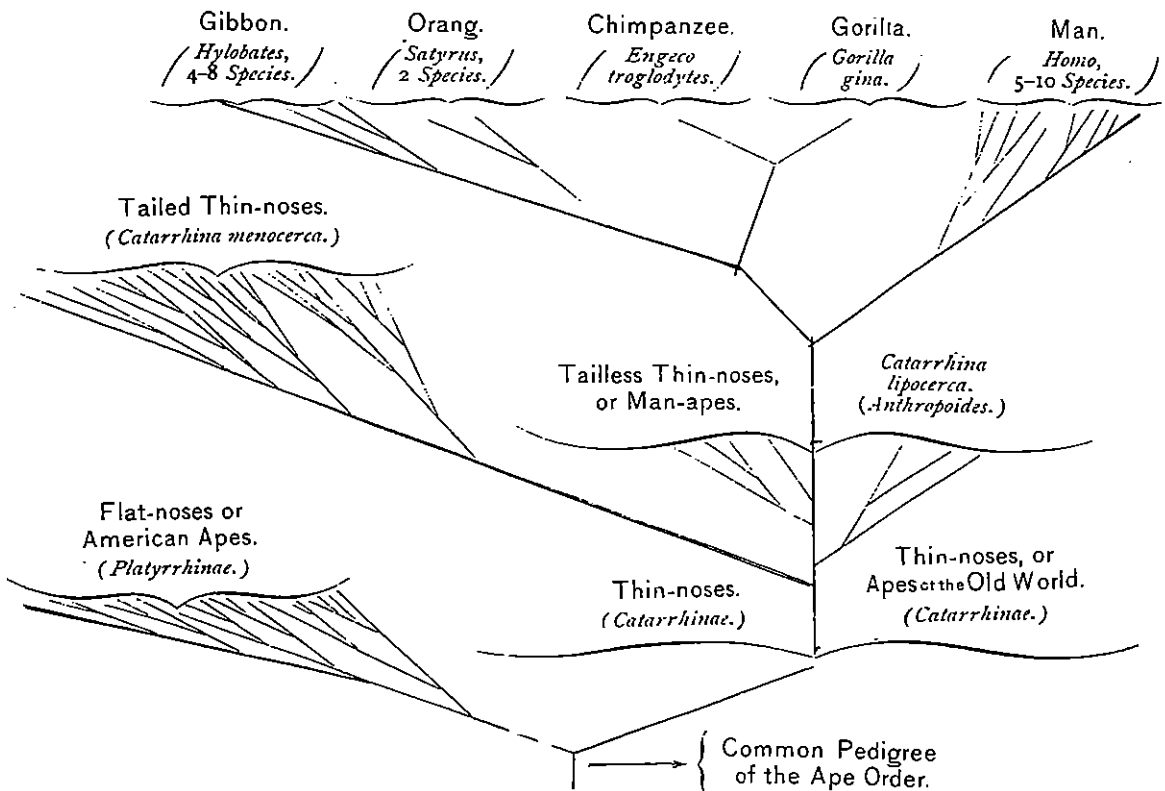 Gibbon.
(Hylobates,
4–8 Species.)
Orang.
(Satyrus,
2 Species.)
Chimpanzee.
(Engeco
troglodytes.)
Gorilla.
(Gorilla
gina.)
Man.
(Homo,
5–10 Species.)
Tailed Thin-noses.
(Catarrhina menocerca.)
Tailless Thin-noses,
or Man-apes.
Catarrhina
lipocerca.
(Anthropoides.)
Flat-noses or
American Apes.
(Platyrrhinae.)
Thin-noses.
(Catarrhinae.)
Thin-noses, or
Apes of the Old World.
(Catarrhinae.)
Common Pedigree
of the Ape Order.